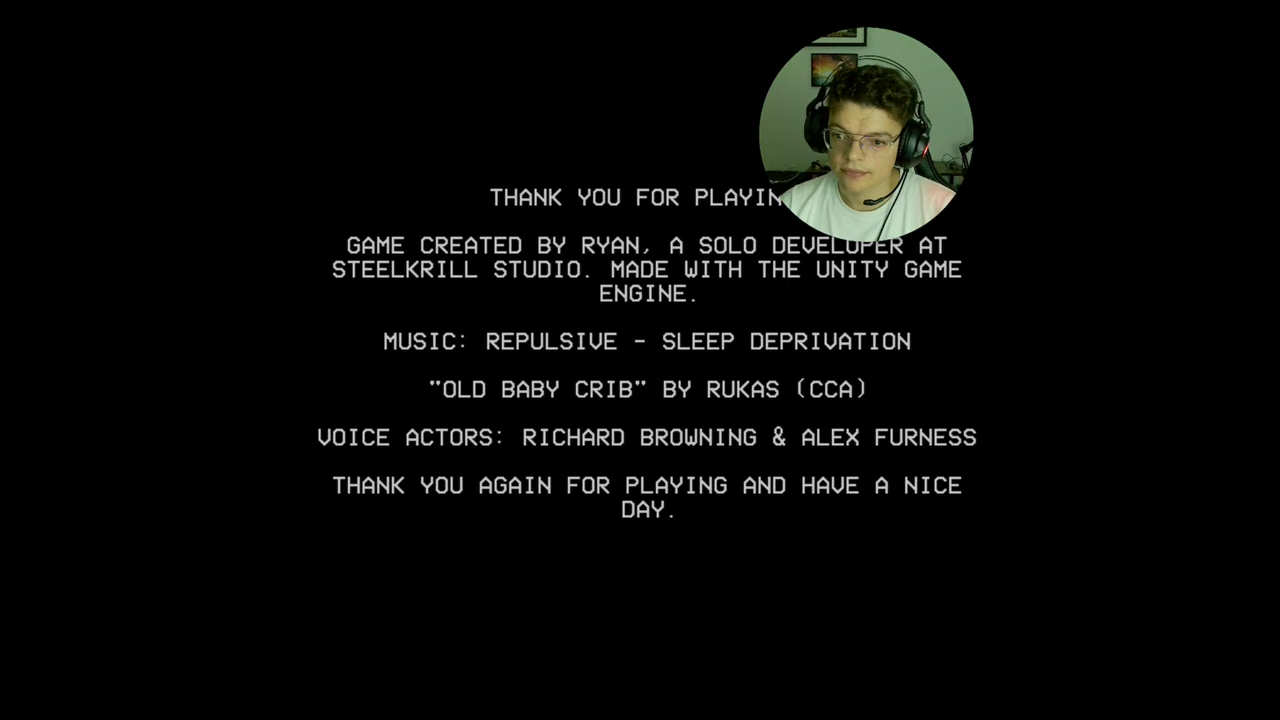 THANK YOU FOR
GAME CREATED BY RYAN, A SOLO DEVELOPER AT
STEELKRILL STUDIO. MADE WITH THE UNITY GAME
ENGINE.
MUSIC: REPULSIVE - SLEEP DEPRIVATION
"OLD BABY CRIB" BY RUKAS (CCA)
VOICE ACTORS: RICHARD BROWNING & ALEX FURNESS
THANK YOU AGAIN FOR PLAYING AND HAVE A NICE
DAY.